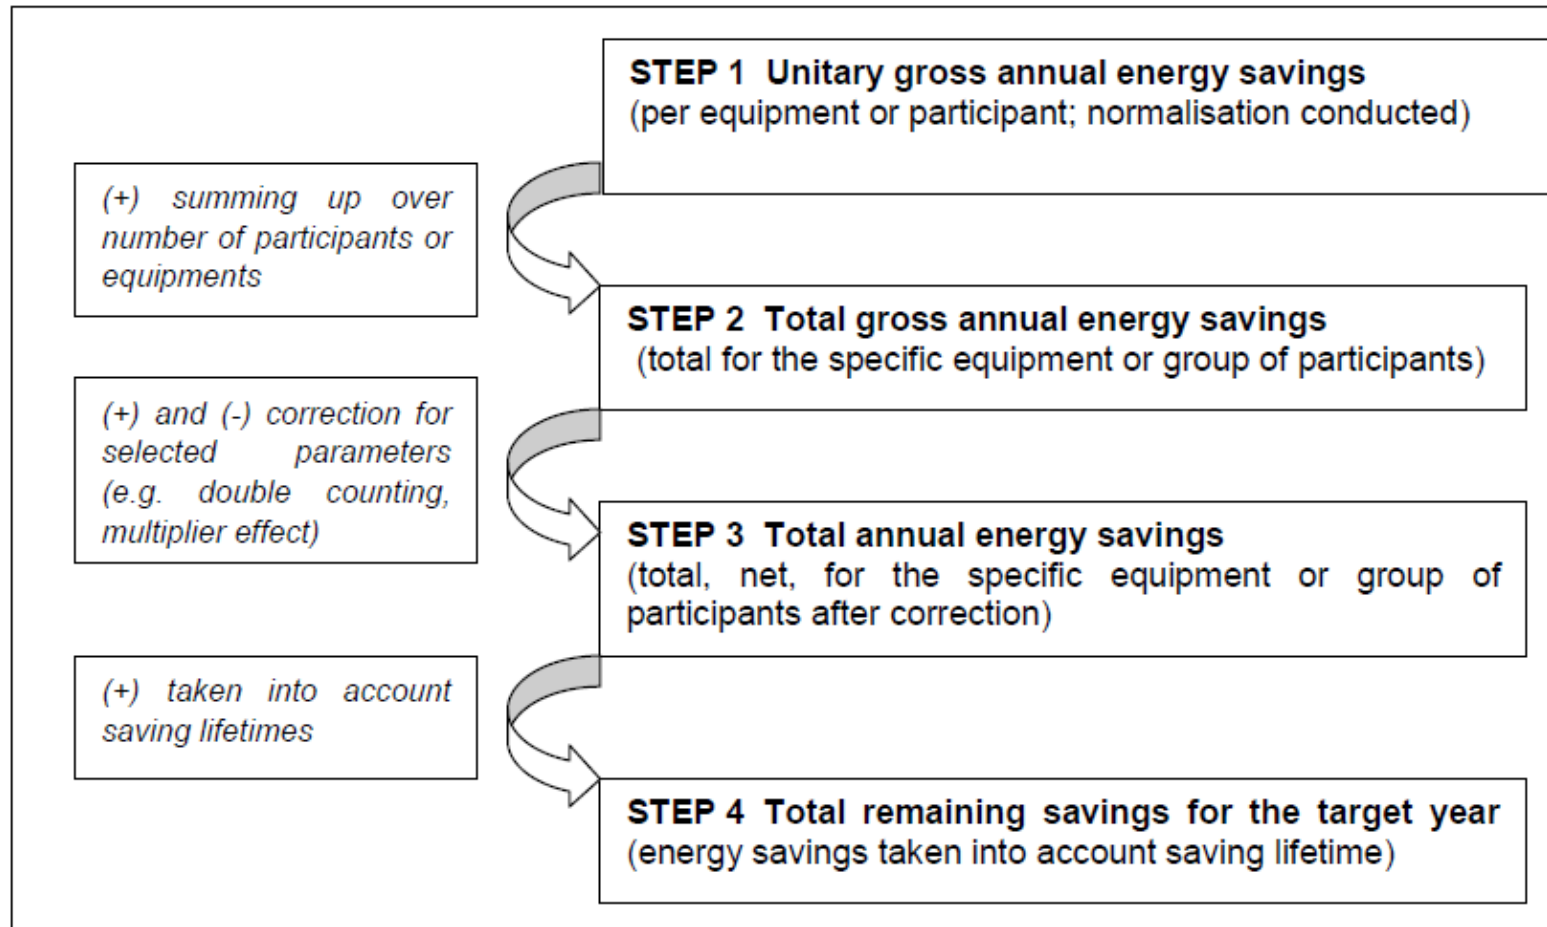 STEP 1  Unitary gross annual energy savings
(per equipment or participant; normalisation conducted)
(+) summing up over
number of participants or
equipments
STEP 2  Total gross annual energy savings
(total for the specific equipment or group of participants)
(+) and (-) correction for
selected parameters
(e.g. double counting,
multiplier effect)
STEP 3  Total annual energy savings
(total, net, for the specific equipment or group of
participants after correction)
(+) taken into account
saving lifetimes
STEP 4  Total remaining savings for the target year
(energy savings taken into account saving lifetime)